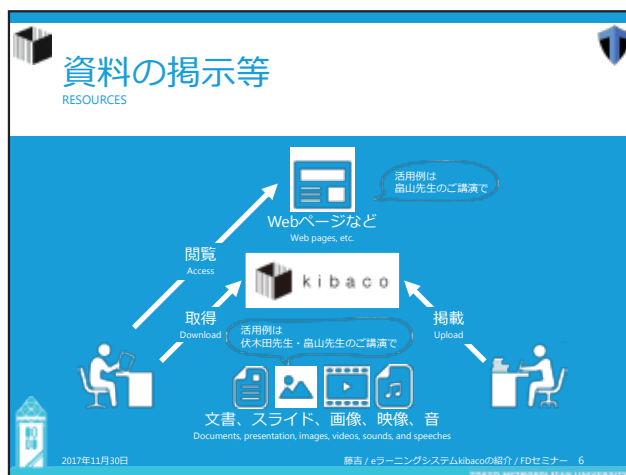 資料の掲示等
RESOURCES
活用例は
畠山先生のご講演で
Webページなど
Web pages, etc.
閲覧
Access
kibaco
取得
Download
掲載
Upload
活用例は
伏木田先生・畠山先生のご講演で
文書、スライド、画像、映像、音
Documents, presentation, images, videos, sounds, and speeches
2017年11月30日
藤吉 / eラーニングシステムkibacoの紹介 / FDセミナー 6
TOKYO METROPOLITAN UNIVERSITY